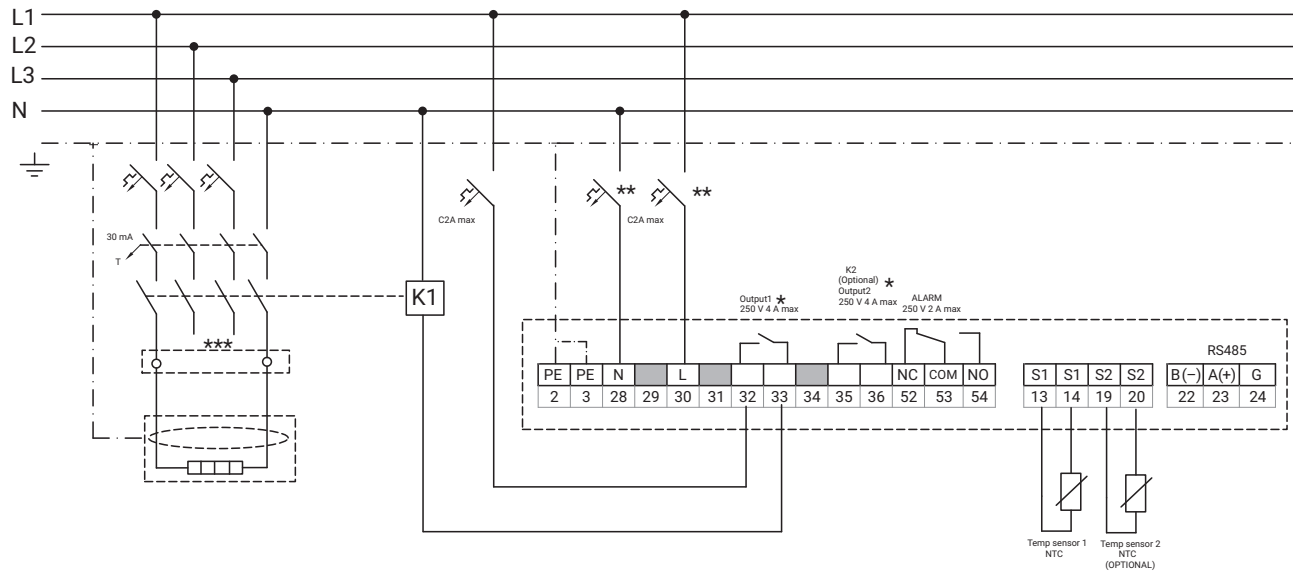 L1
L2
L3
N
30 mA
T
***
K1
C2A max
**
C2A max
**
Output1 *
250 V 4 A max
K2
(Optional) *
Output2
250 V 4 A max
ALARM
250 V 2 A max
RS485
PE PE N L NC COM NO
2 3 28 29 30 31 32 33 34 35 36 52 53 54
S1 S1 S2 S2
13 14 19 20
B(–) A(+) G
22 23 24
Temp sensor 1
NTC
Temp sensor 2
NTC
(OPTIONAL)